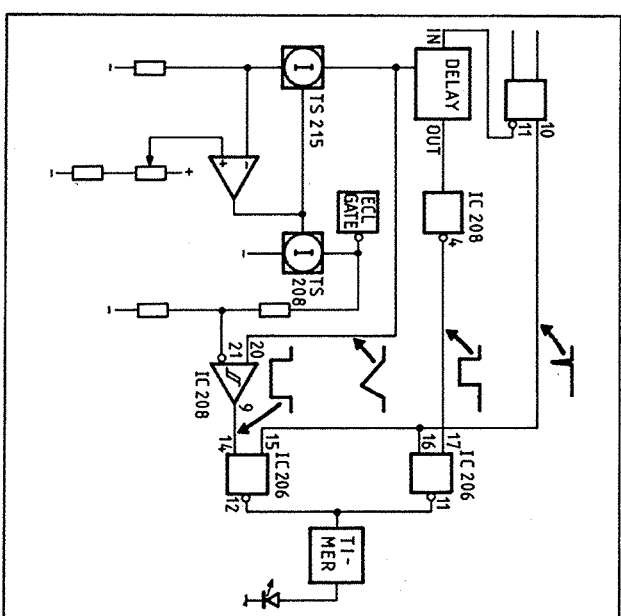 IN
DELAY
OUT
10
11
TS 215
+
−
+
−
−
IC 208
4
ECL
GATE
TS
208
−
−
20
21
9
IC 208
14
15
IC 206
12
16
17
IC 206
11
TI-
MER